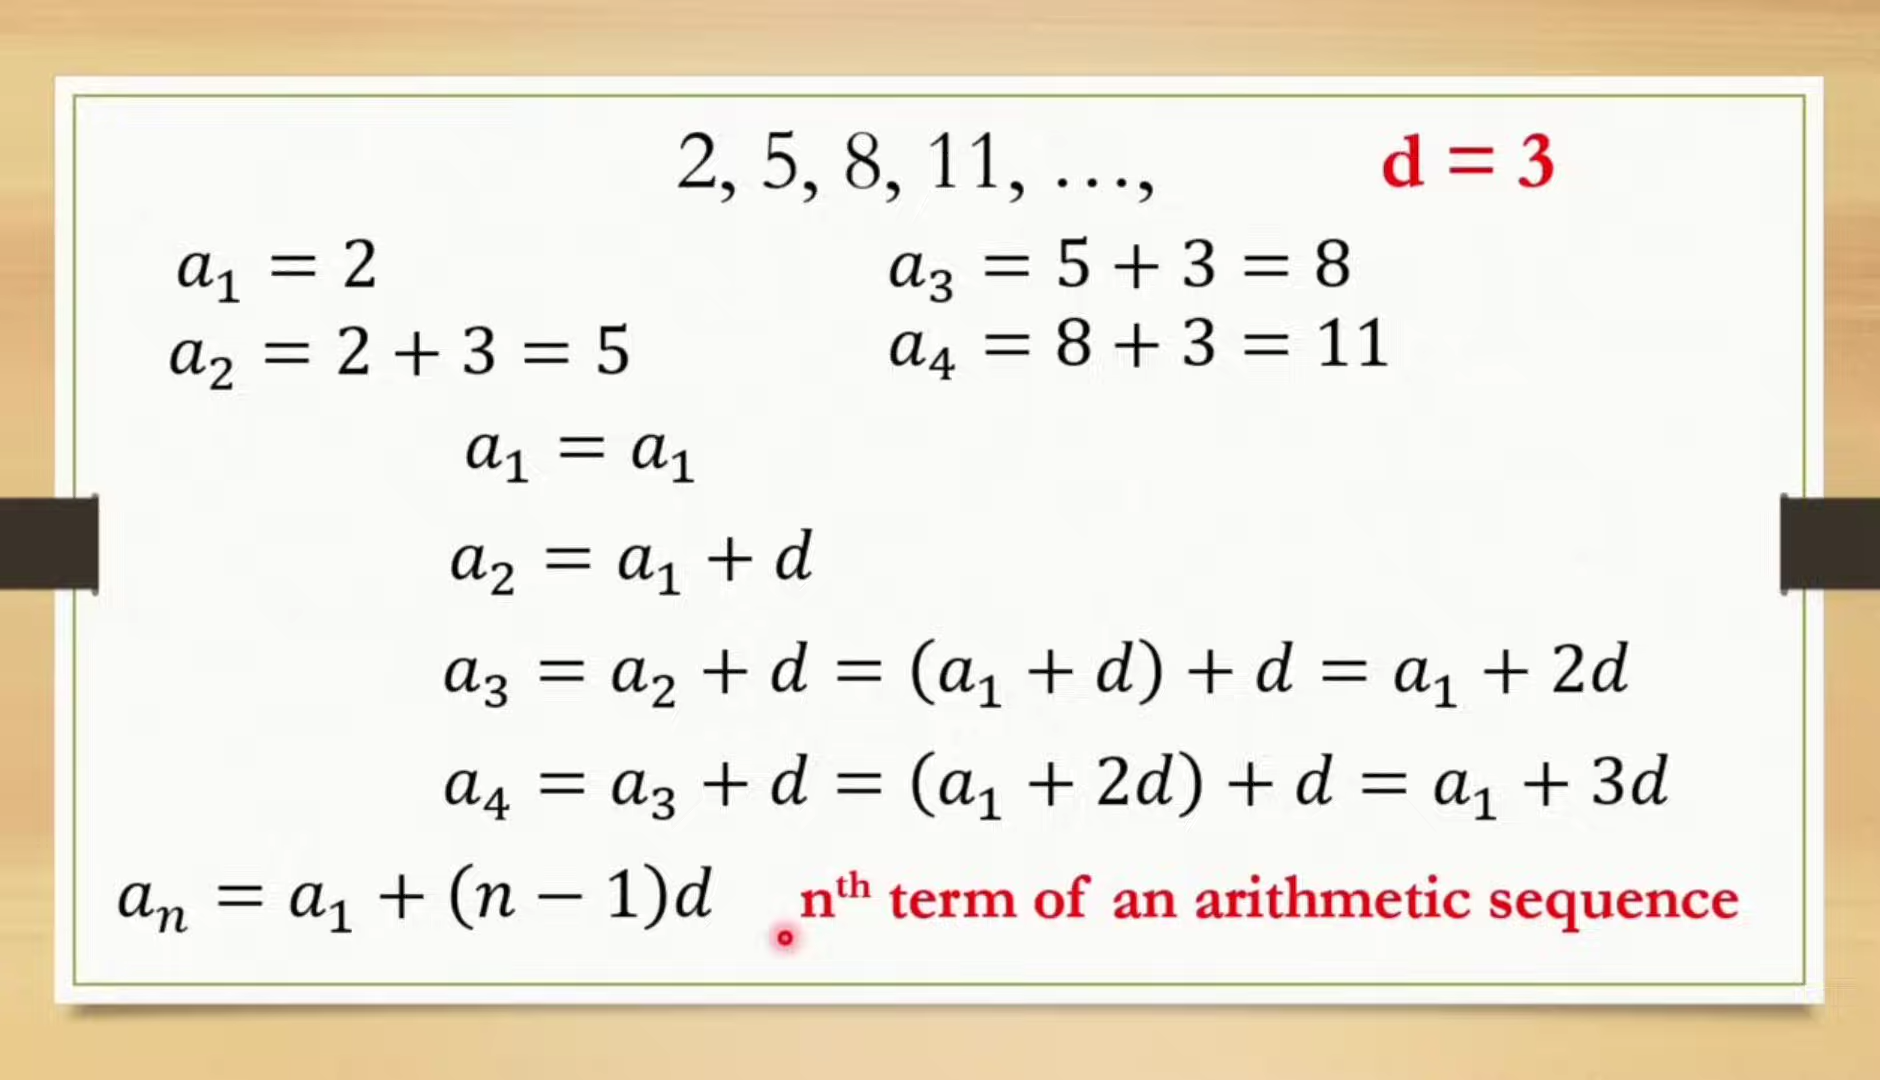 2, 5, 8, 11, …, d = 3
a₁ = 2
a₂ = 2 + 3 = 5
a₃ = 5 + 3 = 8
a₄ = 8 + 3 = 11
a₁ = a₁
a₂ = a₁ + d
a₃ = a₂ + d = (a₁ + d) + d = a₁ + 2d
a₄ = a₃ + d = (a₁ + 2d) + d = a₁ + 3d
aₙ = a₁ + (n − 1)d nᵗʰ term of an arithmetic sequence